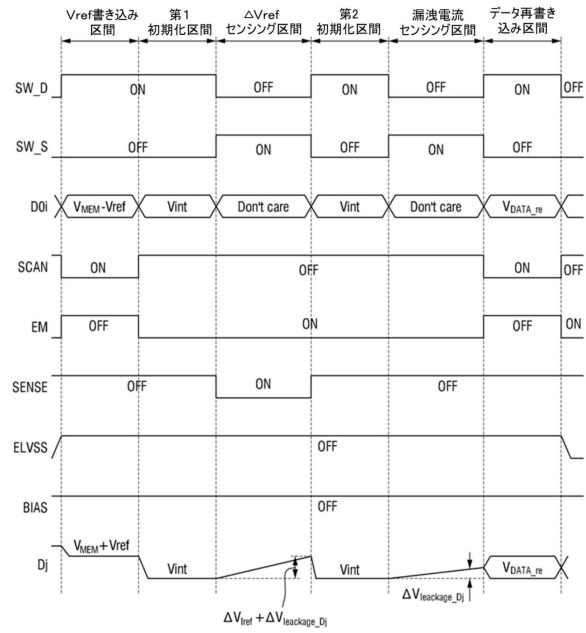 Vref書き込み
区間
第1
初期化区間
ΔVref
センシング区間
第2
初期化区間
漏洩電流
センシング区間
データ再書き
込み区間
SW_D
ON
OFF
ON
OFF
ON
OFF
SW_S
OFF
ON
OFF
ON
OFF
D0i
VMEM-Vref
Vint
Don't care
Vint
Don't care
VDATA_re
SCAN
ON
OFF
ON
OFF
EM
OFF
ON
OFF
ON
SENSE
OFF
ON
OFF
ELVSS
OFF
BIAS
OFF
Dj
VMEM+Vref
Vint
Vint
VDATA_re
ΔVIref + ΔVleackage_Dj
ΔVleackage_Dj